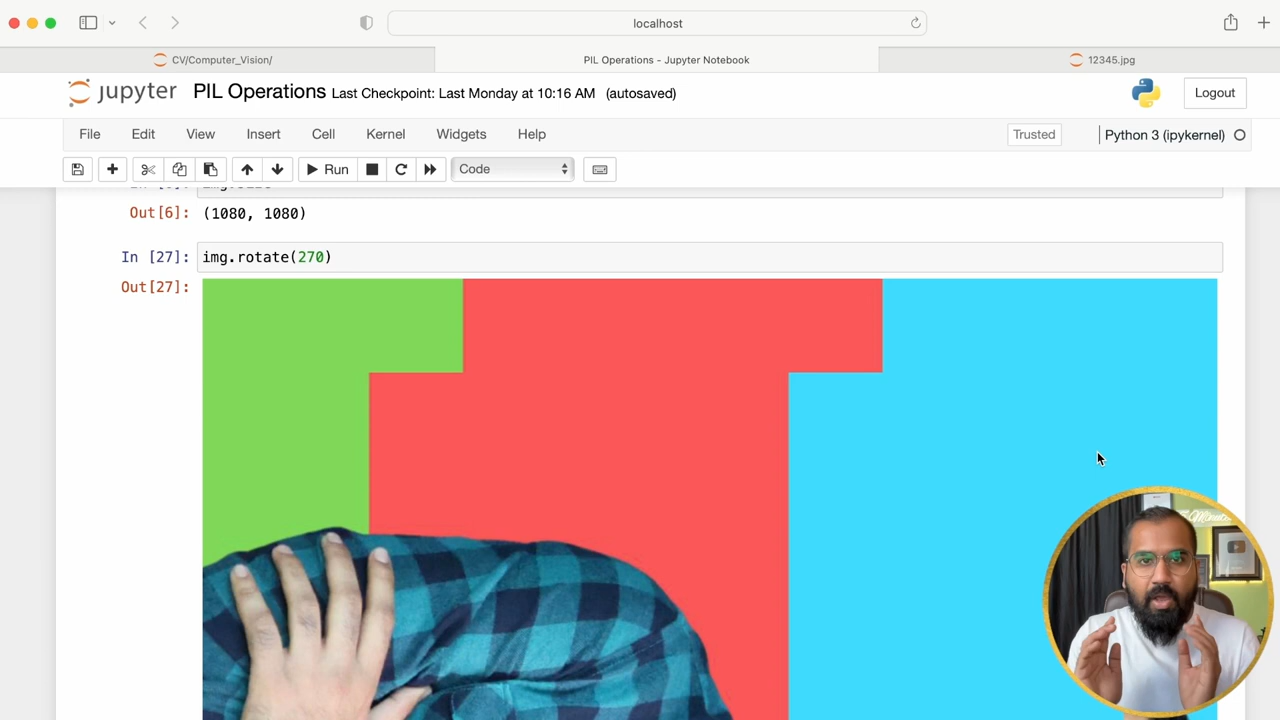 localhost
CV/Computer_Vision/
PIL Operations - Jupyter Notebook
12345.jpg
jupyter PIL Operations Last Checkpoint: Last Monday at 10:16 AM (autosaved)
Logout
File Edit View Insert Cell Kernel Widgets Help
Trusted
Python 3 (ipykernel)
Run
Code
Out[6]: (1080, 1080)
In [27]: img.rotate(270)
Out[27]: